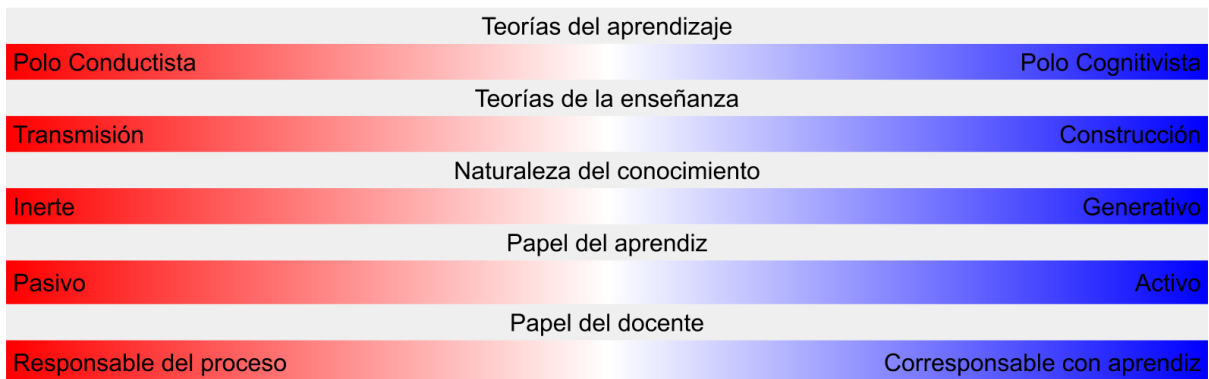 Teorías del aprendizaje
Polo Conductista Polo Cognitivista
Teorías de la enseñanza
Transmisión Construcción
Naturaleza del conocimiento
Inerte Generativo
Papel del aprendiz
Pasivo Activo
Papel del docente
Responsable del proceso Corresponsable con aprendiz